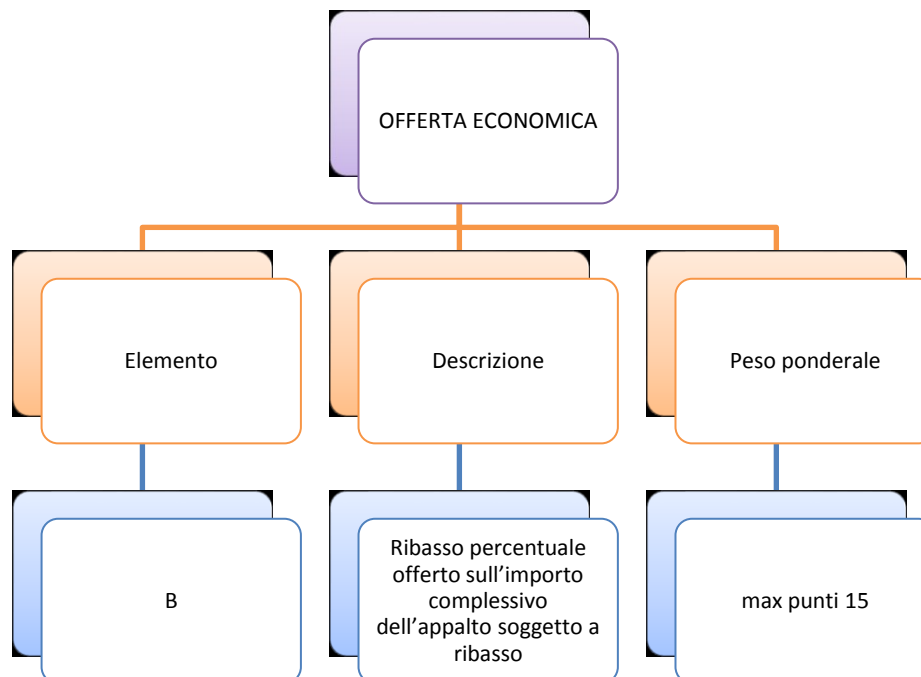 OFFERTA ECONOMICA
Elemento
Descrizione
Peso ponderale
B
Ribasso percentuale
offerto sull’importo
complessivo
dell’appalto soggetto a
ribasso
max punti 15